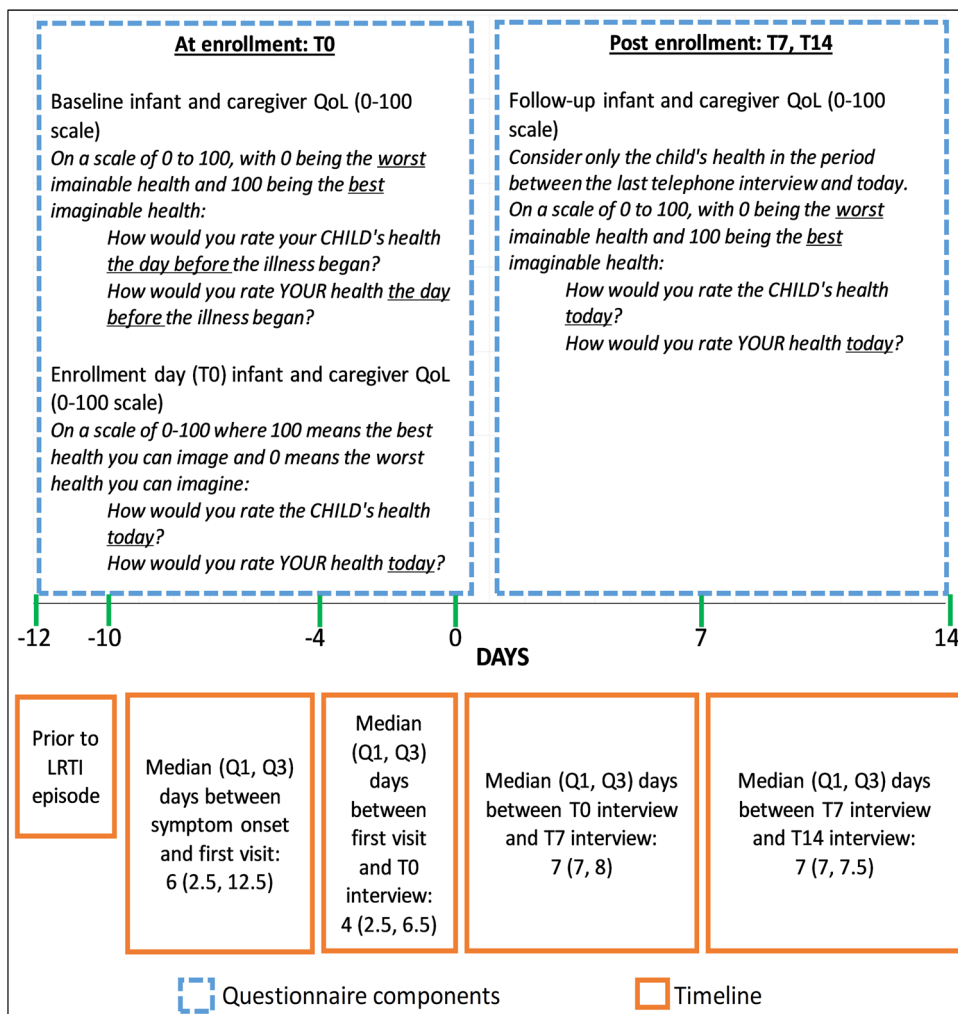 At enrollment: T0
Baseline infant and caregiver QoL (0-100
scale)
On a scale of 0 to 100, with 0 being the worst
imainable health and 100 being the best
imaginable health:
How would you rate your CHILD's health
the day before the illness began?
How would you rate YOUR health the day
before the illness began?
Enrollment day (T0) infant and caregiver QoL
(0-100 scale)
On a scale of 0-100 where 100 means the best
health you can image and 0 means the worst
health you can imagine:
How would you rate the CHILD's health
today?
How would you rate YOUR health today?
Post enrollment: T7, T14
Follow-up infant and caregiver QoL (0-100
scale)
Consider only the child's health in the period
between the last telephone interview and today.
On a scale of 0 to 100, with 0 being the worst
imainable health and 100 being the best
imaginable health:
How would you rate the CHILD's health
today?
How would you rate YOUR health today?
-12 -10 -4 0 7 14
DAYS
Prior to
LRTI
episode
Median (Q1, Q3)
days between
symptom onset
and first visit:
6 (2.5, 12.5)
Median
(Q1, Q3)
days
between
first visit
and T0
interview:
4 (2.5, 6.5)
Median (Q1, Q3) days
between T0 interview
and T7 interview:
7 (7, 8)
Median (Q1, Q3) days
between T7 interview
and T14 interview:
7 (7, 7.5)
Questionnaire components
Timeline